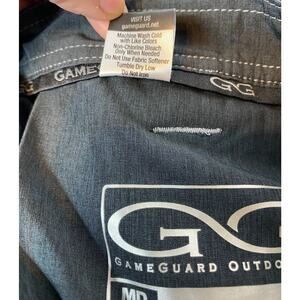 VISIT US
gameguard.net
Machine Wash Cold
with Like Colors
Non-Chlorine Bleach
Only When Needed
Do Not Use Fabric Softener
Tumble Dry Low
Do Not Iron
GAMEGUARD
GG
GAMEGUARD OUTDO
MD